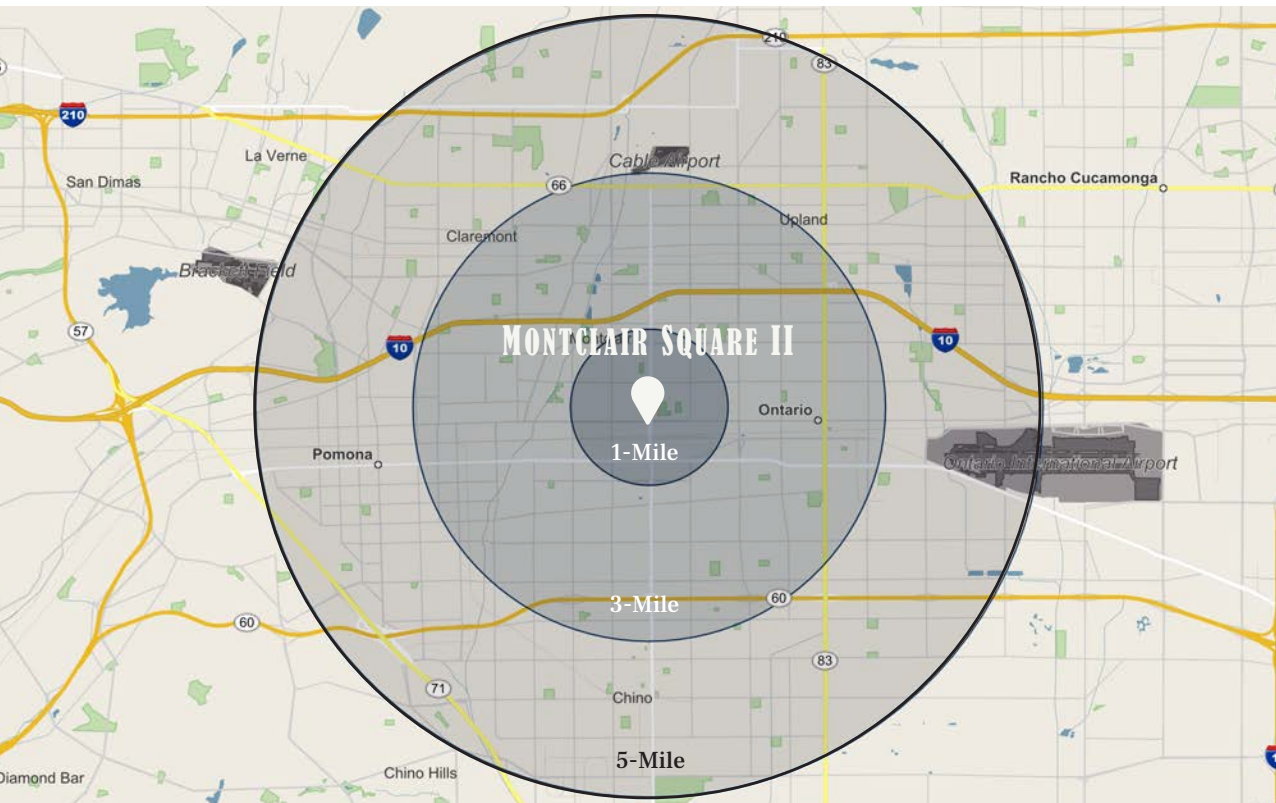 210
83
210
La Verne
Cable Airport
San Dimas
66
Rancho Cucamonga
Upland
Claremont
Brackett Field
57
10
MONTCLAIR SQUARE II
10
Ontario
1-Mile
Pomona
Ontario International Airport
3-Mile
60
60
83
71
Chino
5-Mile
Chino Hills
Diamond Bar